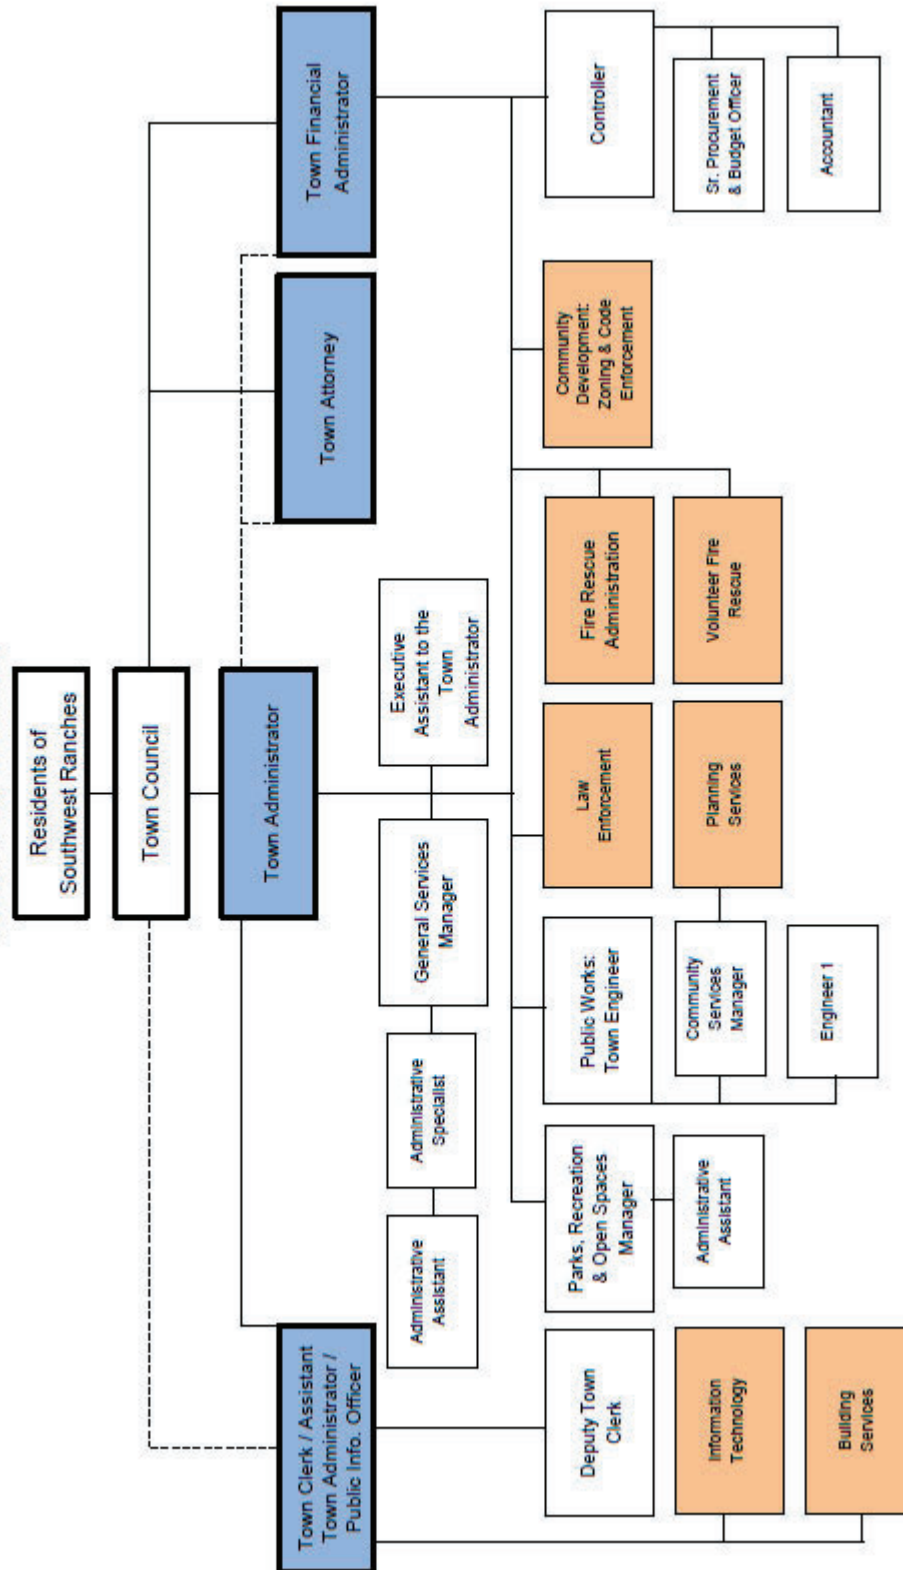 Residents of
Southwest Ranches
Town Council
Town Administrator
Town Clerk / Assistant
Town Administrator /
Public Info. Officer
Town Attorney
Town Financial
Administrator
Administrative
Assistant
Administrative
Specialist
General Services
Manager
Executive
Assistant to the
Town
Administrator
Deputy Town
Clerk
Parks, Recreation
& Open Spaces
Manager
Public Works:
Town Engineer
Law
Enforcement
Fire Rescue
Administration
Community
Development:
Zoning & Code
Enforcement
Controller
Information
Technology
Administrative
Assistant
Community
Services
Manager
Planning
Services
Volunteer Fire
Rescue
Sr. Procurement
& Budget Officer
Building
Services
Engineer 1
Accountant